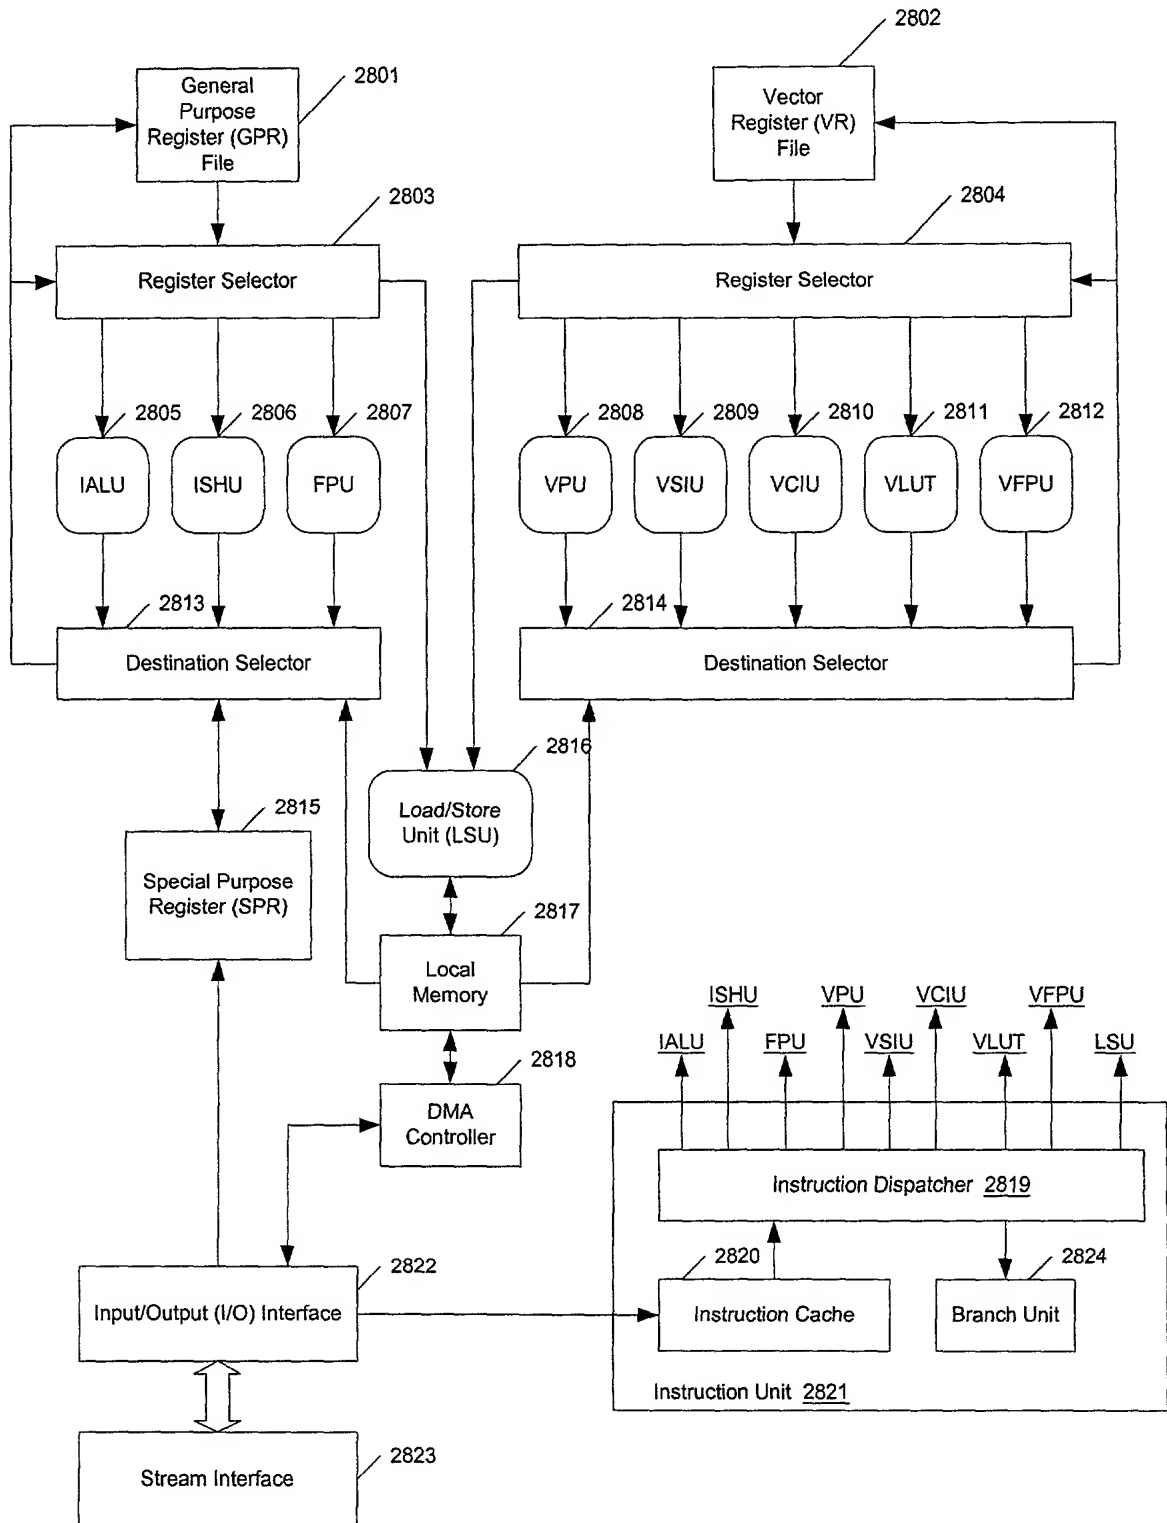 2802
2801
General
Purpose
Register (GPR)
File
Vector
Register (VR)
File
2803
2804
Register Selector
Register Selector
2805
2806
2807
2808
2809
2810
2811
2812
IALU
ISHU
FPU
VPU
VSIU
VCIU
VLUT
VFPU
2813
2814
Destination Selector
Destination Selector
2816
Load/Store
Unit (LSU)
2815
Special Purpose
Register (SPR)
2817
Local
Memory
2818
DMA
Controller
ISHU
VPU
VCIU
VFPU
IALU
FPU
VSIU
VLUT
LSU
Instruction Dispatcher 2819
2820
2824
Instruction Cache
Branch Unit
Instruction Unit 2821
2822
Input/Output (I/O) Interface
2823
Stream Interface